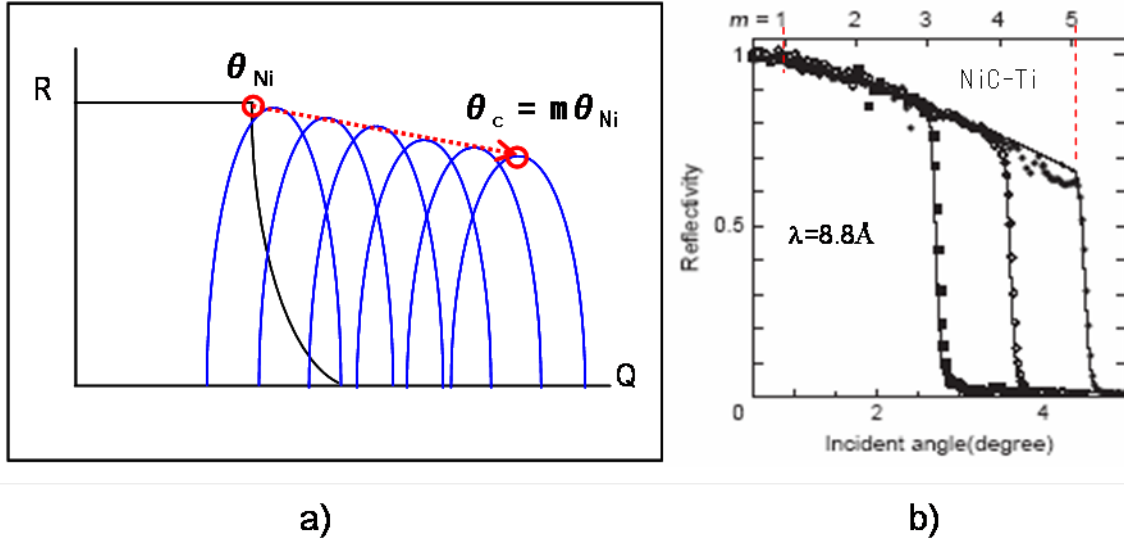 R
θ Ni
θ c = mθ Ni
Q
a)
m = 1 2 3 4 5
1
NiC-Ti
Reflectivity
0.5
λ=8.8Å
0 2 4
Incident angle(degree)
b)